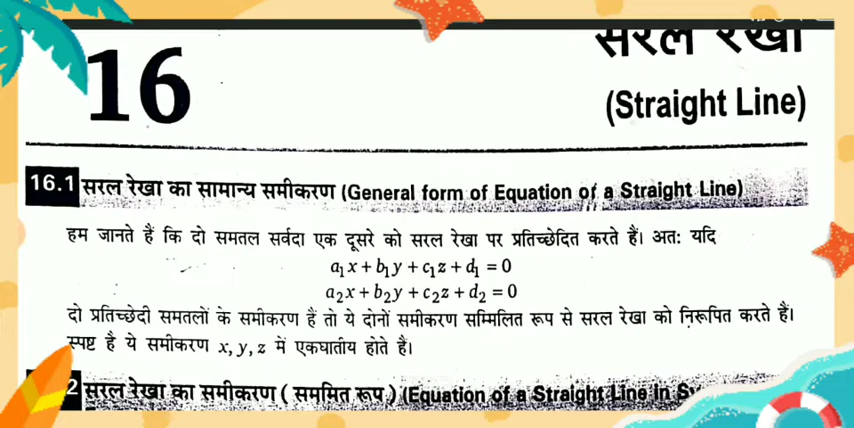 16
सरल रेखा
(Straight Line)
16.1 सरल रेखा का सामान्य समीकरण (General form of Equation of a Straight Line)
हम जानते हैं कि दो समतल सर्वदा एक दूसरे को सरल रेखा पर प्रतिच्छेदित करते हैं। अतः यदि
a₁x + b₁y + c₁z + d₁ = 0
a₂x + b₂y + c₂z + d₂ = 0
दो प्रतिच्छेदी समतलों के समीकरण हैं तो ये दोनों समीकरण सम्मिलित रूप से सरल रेखा को निरूपित करते हैं।
स्पष्ट है ये समीकरण x, y, z में एकघातीय होते है।
2 सरल रेखा का समीकरण ( सममित रूप ) (Equation of a Straight Line in